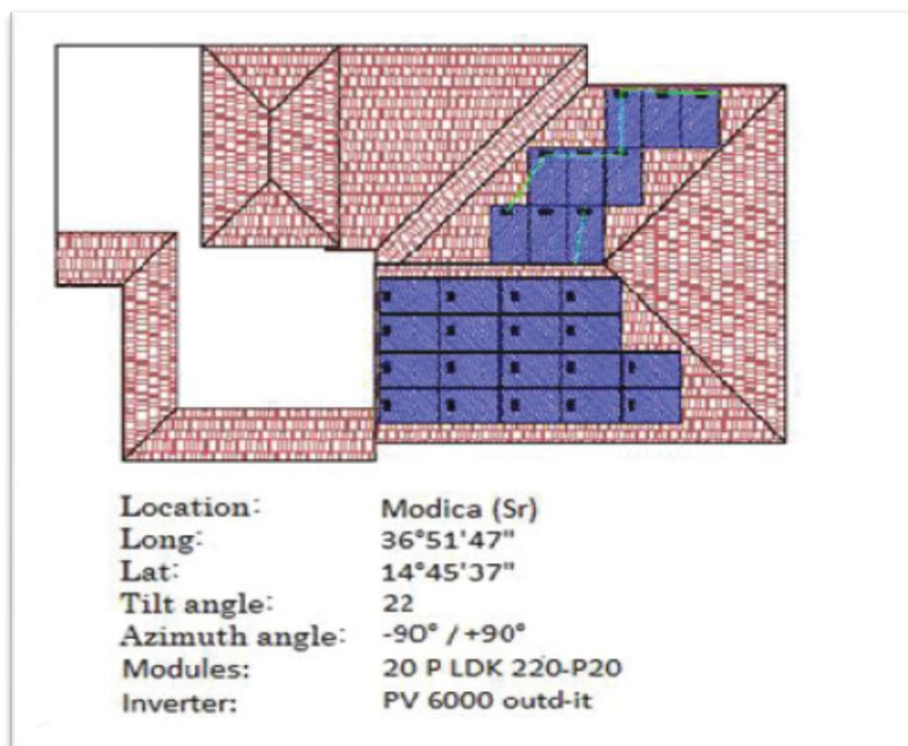 Location: Modica (Sr)
Long: 36°51'47"
Lat: 14°45'37"
Tilt angle: 22
Azimuth angle: -90° / +90°
Modules: 20 P LDK 220-P20
Inverter: PV 6000 outd-it